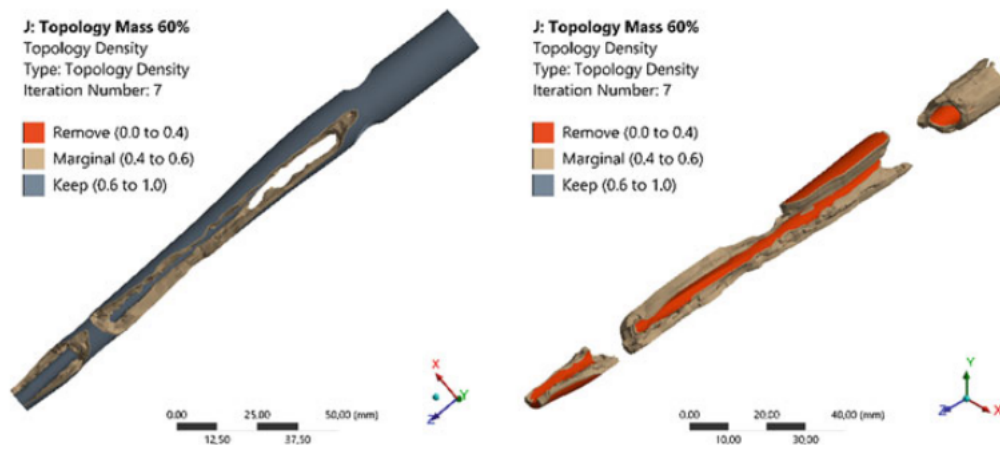 J: Topology Mass 60%
Topology Density
Type: Topology Density
Iteration Number: 7
Remove (0.0 to 0.4)
Marginal (0.4 to 0.6)
Keep (0.6 to 1.0)
X
Y
Z
0.00 25.00 50,00 (mm)
12,50 37,50
J: Topology Mass 60%
Topology Density
Type: Topology Density
Iteration Number: 7
Remove (0.0 to 0.4)
Marginal (0.4 to 0.6)
Keep (0.6 to 1.0)
Y
Z
X
0.00 20.00 40,00 (mm)
10,00 30,00